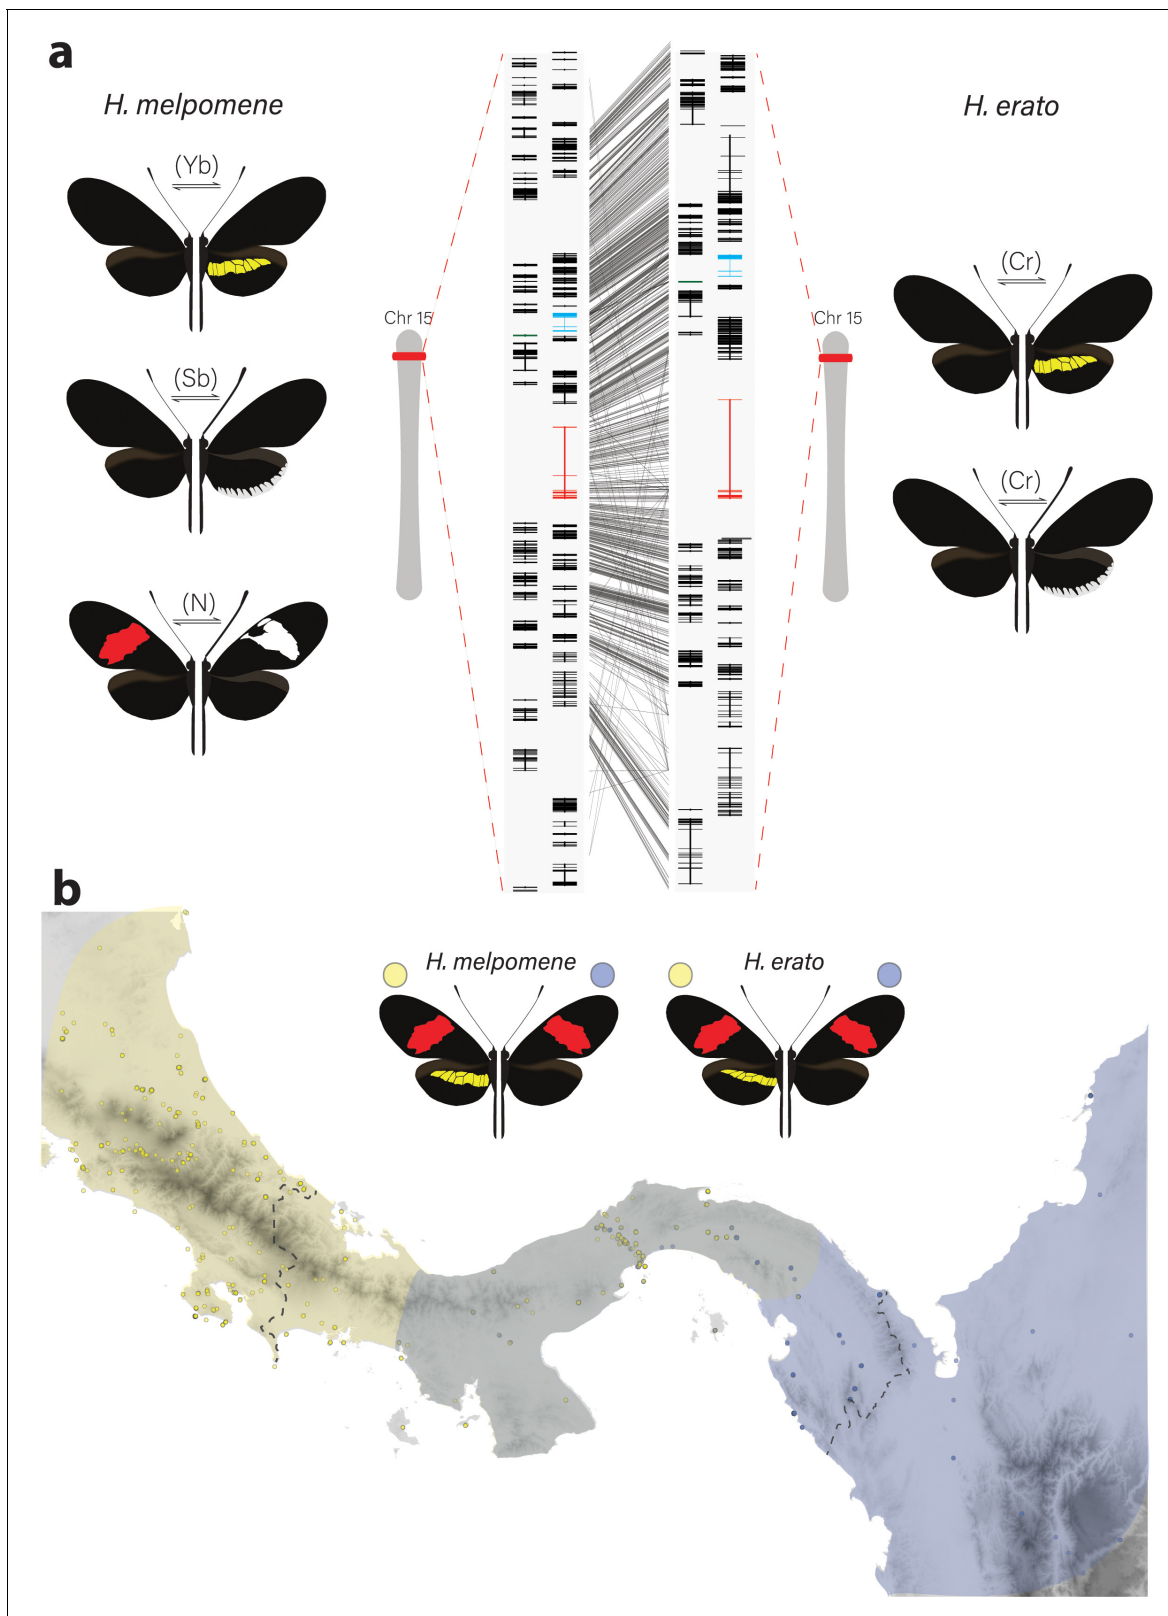 a
H. melpomene
H. erato
(Yb)
(Cr)
Chr 15
Chr 15
(Sb)
(Cr)
(N)
b
H. melpomene
H. erato